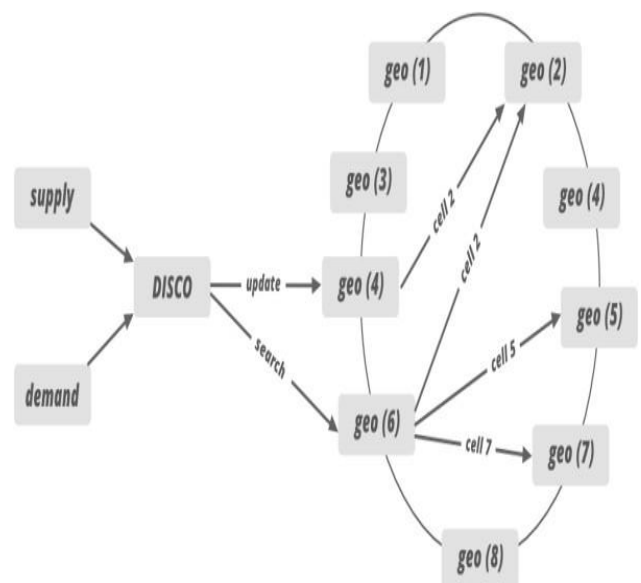 geo (1)
geo (2)
geo (3)
supply
geo (4)
cell 2
cell 2
DISCO
update
geo (4)
geo (5)
search
cell 5
demand
geo (6)
cell 7
geo (7)
geo (8)